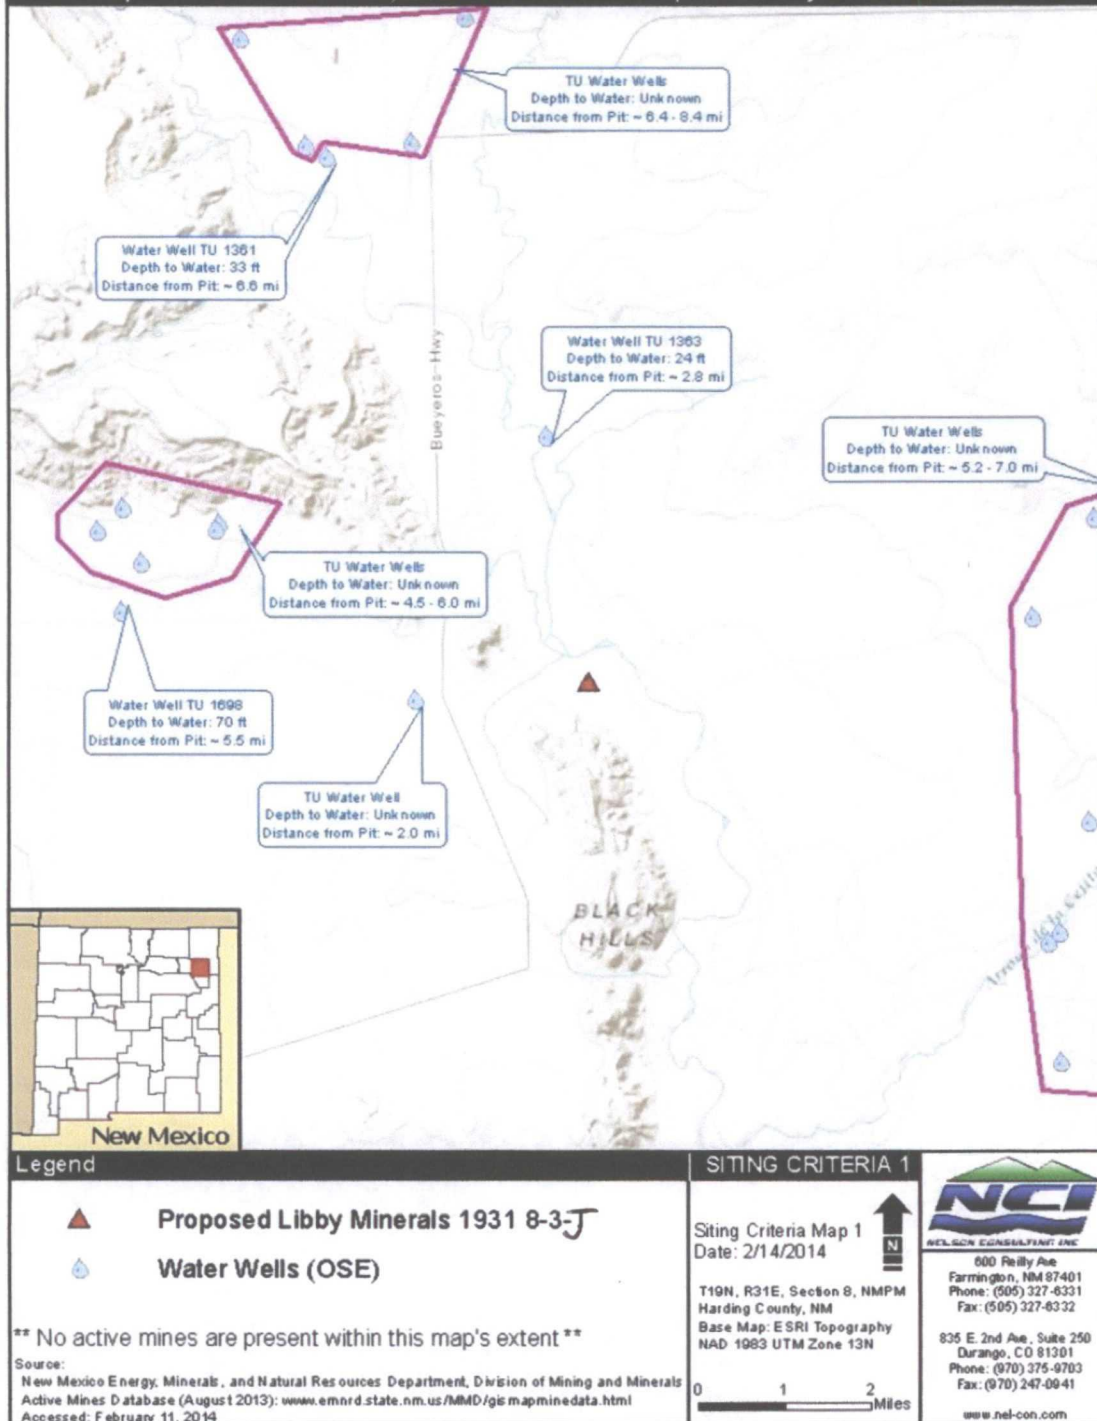 TU Water Wells
Depth to Water: Unknown
Distance from Pit: ~ 6.4 - 8.4 mi
Water Well TU 1361
Depth to Water: 33 ft
Distance from Pit: ~ 6.6 mi
Bueyeros-Hwy
Water Well TU 1363
Depth to Water: 24 ft
Distance from Pit: ~ 2.8 mi
TU Water Wells
Depth to Water: Unknown
Distance from Pit: ~ 5.2 - 7.0 mi
TU Water Wells
Depth to Water: Unknown
Distance from Pit: ~ 4.5 - 6.0 mi
Water Well TU 1698
Depth to Water: 70 ft
Distance from Pit: ~ 5.5 mi
TU Water Well
Depth to Water: Unknown
Distance from Pit: ~ 2.0 mi
BLACK
HILLS
Arroyo de la
New Mexico
Legend
Proposed Libby Minerals 1931 8-3-J
Water Wells (OSE)
** No active mines are present within this map's extent **
Source:
New Mexico Energy, Minerals, and Natural Resources Department, Division of Mining and Minerals
Active Mines Database (August 2013): www.emnrd.state.nm.us/MMD/gismapminedata.html
Accessed: February 11, 2014
SITING CRITERIA 1
Siting Criteria Map 1
Date: 2/14/2014
N
T19N, R31E, Section 8, NMPM
Harding County, NM
Base Map: ESRI Topography
NAD 1983 UTM Zone 13N
0 1 2
Miles
NCI
NELSON CONSULTING INC
600 Reilly Ave
Farmington, NM 87401
Phone: (505) 327-6331
Fax: (505) 327-6332
835 E. 2nd Ave, Suite 250
Durango, CO 81301
Phone: (970) 375-9703
Fax: (970) 247-0941
www.nel-con.com